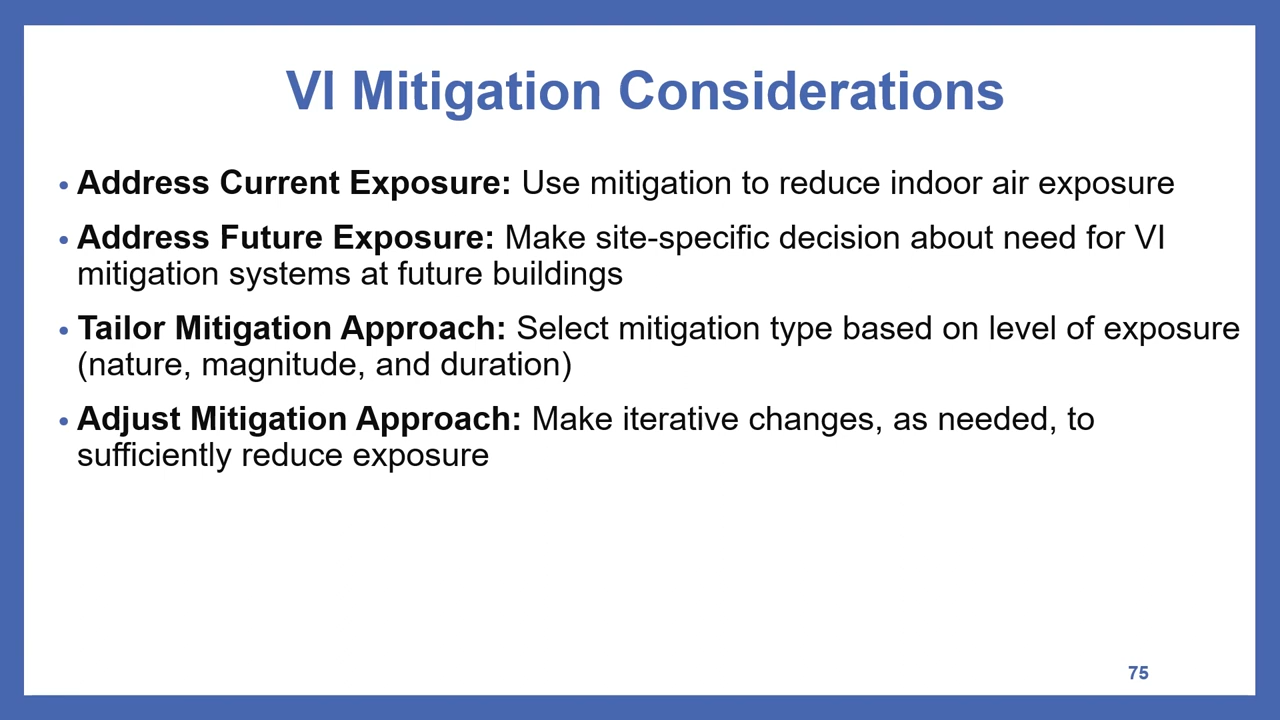 VI Mitigation Considerations
• Address Current Exposure: Use mitigation to reduce indoor air exposure
• Address Future Exposure: Make site-specific decision about need for VI
mitigation systems at future buildings
• Tailor Mitigation Approach: Select mitigation type based on level of exposure
(nature, magnitude, and duration)
• Adjust Mitigation Approach: Make iterative changes, as needed, to
sufficiently reduce exposure
75